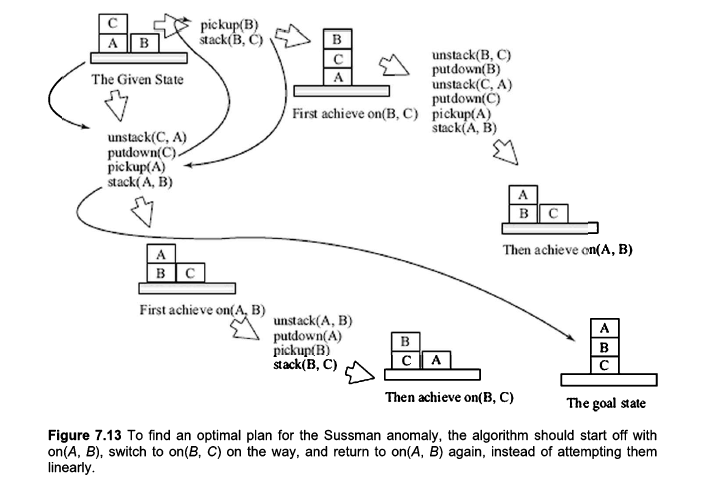 C
A B
The Given State
pickup(B)
stack(B, C)
B
C
A
First achieve on(B, C)
unstack(B, C)
putdown(B)
unstack(C, A)
putdown(C)
pickup(A)
stack(A, B)
A
B C
Then achieve on(A, B)
unstack(C, A)
putdown(C)
pickup(A)
stack(A, B)
A
B C
First achieve on(A, B)
unstack(A, B)
putdown(A)
pickup(B)
stack(B, C)
B
C A
Then achieve on(B, C)
A
B
C
The goal state
Figure 7.13 To find an optimal plan for the Sussman anomaly, the algorithm should start off with
on(A, B), switch to on(B, C) on the way, and return to on(A, B) again, instead of attempting them
linearly.